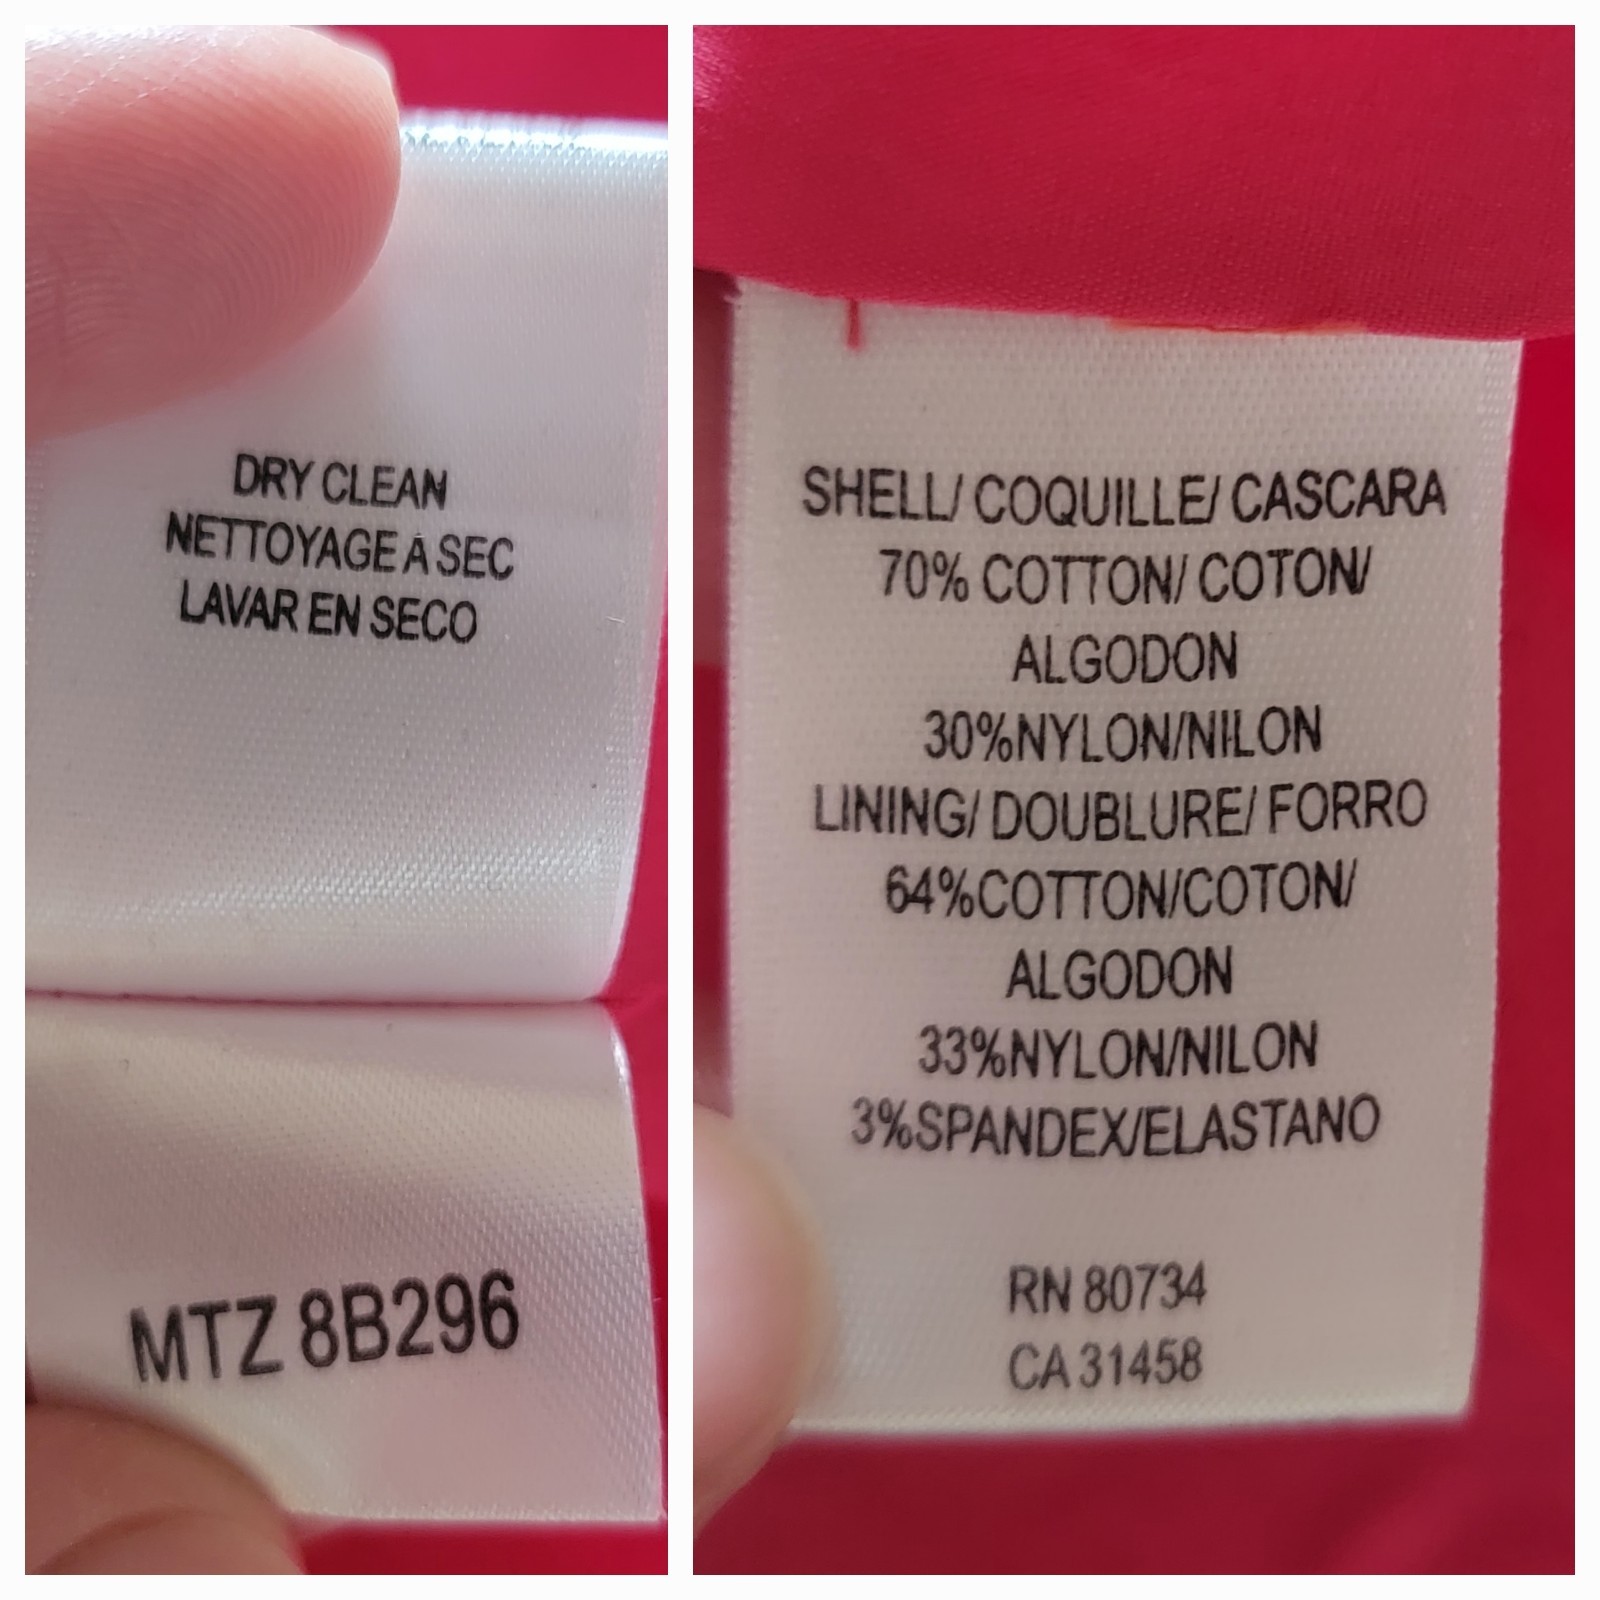 DRY CLEAN
NETTOYAGE A SEC
LAVAR EN SECO
MTZ 8B296
SHELL/ COQUILLE/ CASCARA
70% COTTON/ COTON/
ALGODON
30%NYLON/NILON
LINING/ DOUBLURE/ FORRO
64%COTTON/COTON/
ALGODON
33%NYLON/NILON
3%SPANDEX/ELASTANO
RN 80734
CA 31458